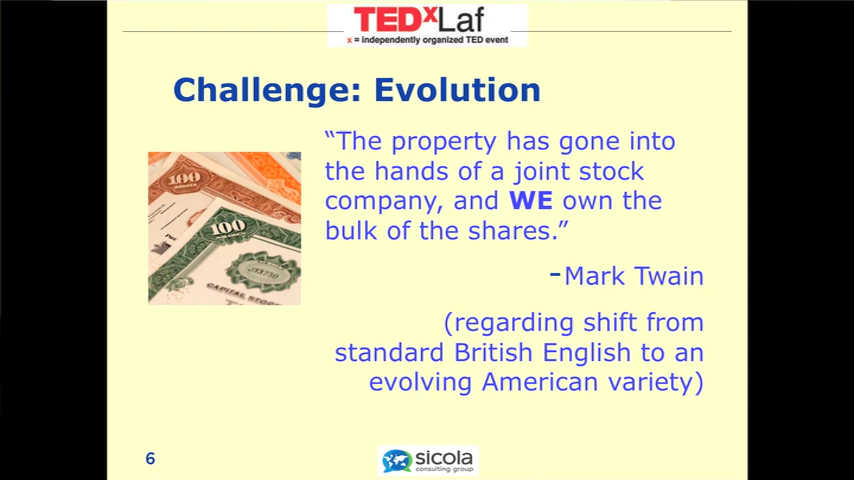 TEDxLaf
x = independently organized TED event
Challenge: Evolution
“The property has gone into
the hands of a joint stock
company, and WE own the
bulk of the shares.”
-Mark Twain
(regarding shift from
standard British English to an
evolving American variety)
100
100
CAPITAL STOC
6
sicola
consulting group